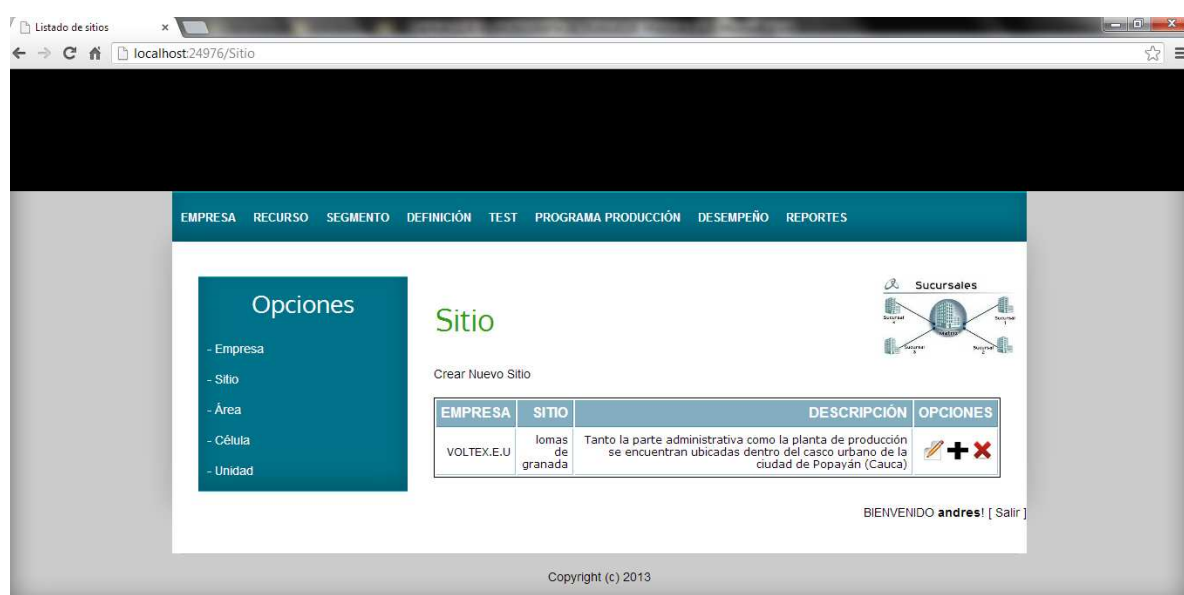 Listado de sitios
localhost:24976/Sitio
EMPRESA RECURSO SEGMENTO DEFINICIÓN TEST PROGRAMA PRODUCCIÓN DESEMPEÑO REPORTES
Opciones
- Empresa
- Sitio
- Área
- Célula
- Unidad
Sucursales
Sitio
Crear Nuevo Sitio
EMPRESA SITIO DESCRIPCIÓN OPCIONES
VOLTEX.E.U
lomas
de
granada
Tanto la parte administrativa como la planta de producción
se encuentran ubicadas dentro del casco urbano de la
ciudad de Popayán (Cauca)
BIENVENIDO andres! [ Salir ]
Copyright (c) 2013